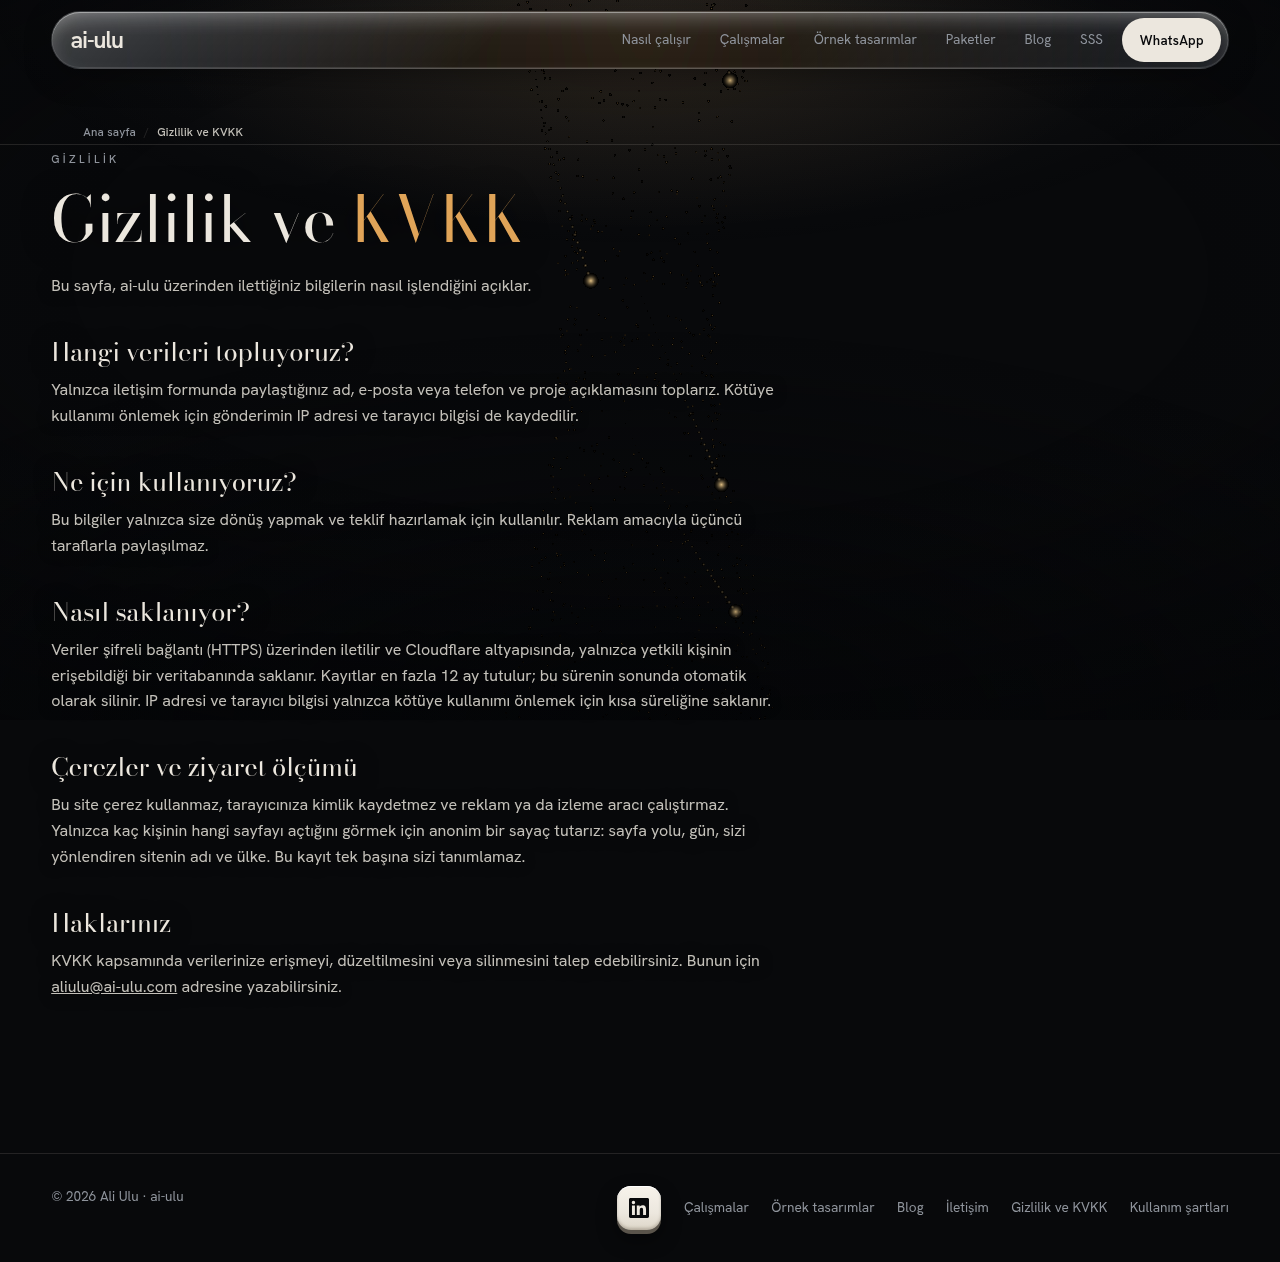 ai-ulu
Nasıl çalışır Çalışmalar Örnek tasarımlar Paketler Blog SSS WhatsApp
Ana sayfa / Gizlilik ve KVKK
GİZLİLİK
Gizlilik ve KVKK
Bu sayfa, ai-ulu üzerinden ilettiğiniz bilgilerin nasıl işlendiğini açıklar.
Hangi verileri topluyoruz?
Yalnızca iletişim formunda paylaştığınız ad, e-posta veya telefon ve proje açıklamasını toplarız. Kötüye
kullanımı önlemek için gönderimin IP adresi ve tarayıcı bilgisi de kaydedilir.
Ne için kullanıyoruz?
Bu bilgiler yalnızca size dönüş yapmak ve teklif hazırlamak için kullanılır. Reklam amacıyla üçüncü
taraflarla paylaşılmaz.
Nasıl saklanıyor?
Veriler şifreli bağlantı (HTTPS) üzerinden iletilir ve Cloudflare altyapısında, yalnızca yetkili kişinin
erişebildiği bir veritabanında saklanır. Kayıtlar en fazla 12 ay tutulur; bu sürenin sonunda otomatik
olarak silinir. IP adresi ve tarayıcı bilgisi yalnızca kötüye kullanımı önlemek için kısa süreliğine saklanır.
Çerezler ve ziyaret ölçümü
Bu site çerez kullanmaz, tarayıcınıza kimlik kaydetmez ve reklam ya da izleme aracı çalıştırmaz.
Yalnızca kaç kişinin hangi sayfayı açtığını görmek için anonim bir sayaç tutarız: sayfa yolu, gün, sizi
yönlendiren sitenin adı ve ülke. Bu kayıt tek başına sizi tanımlamaz.
Haklarınız
KVKK kapsamında verilerinize erişmeyi, düzeltilmesini veya silinmesini talep edebilirsiniz. Bunun için
aliulu@ai-ulu.com adresine yazabilirsiniz.
© 2026 Ali Ulu · ai-ulu
in Çalışmalar Örnek tasarımlar Blog İletişim Gizlilik ve KVKK Kullanım şartları